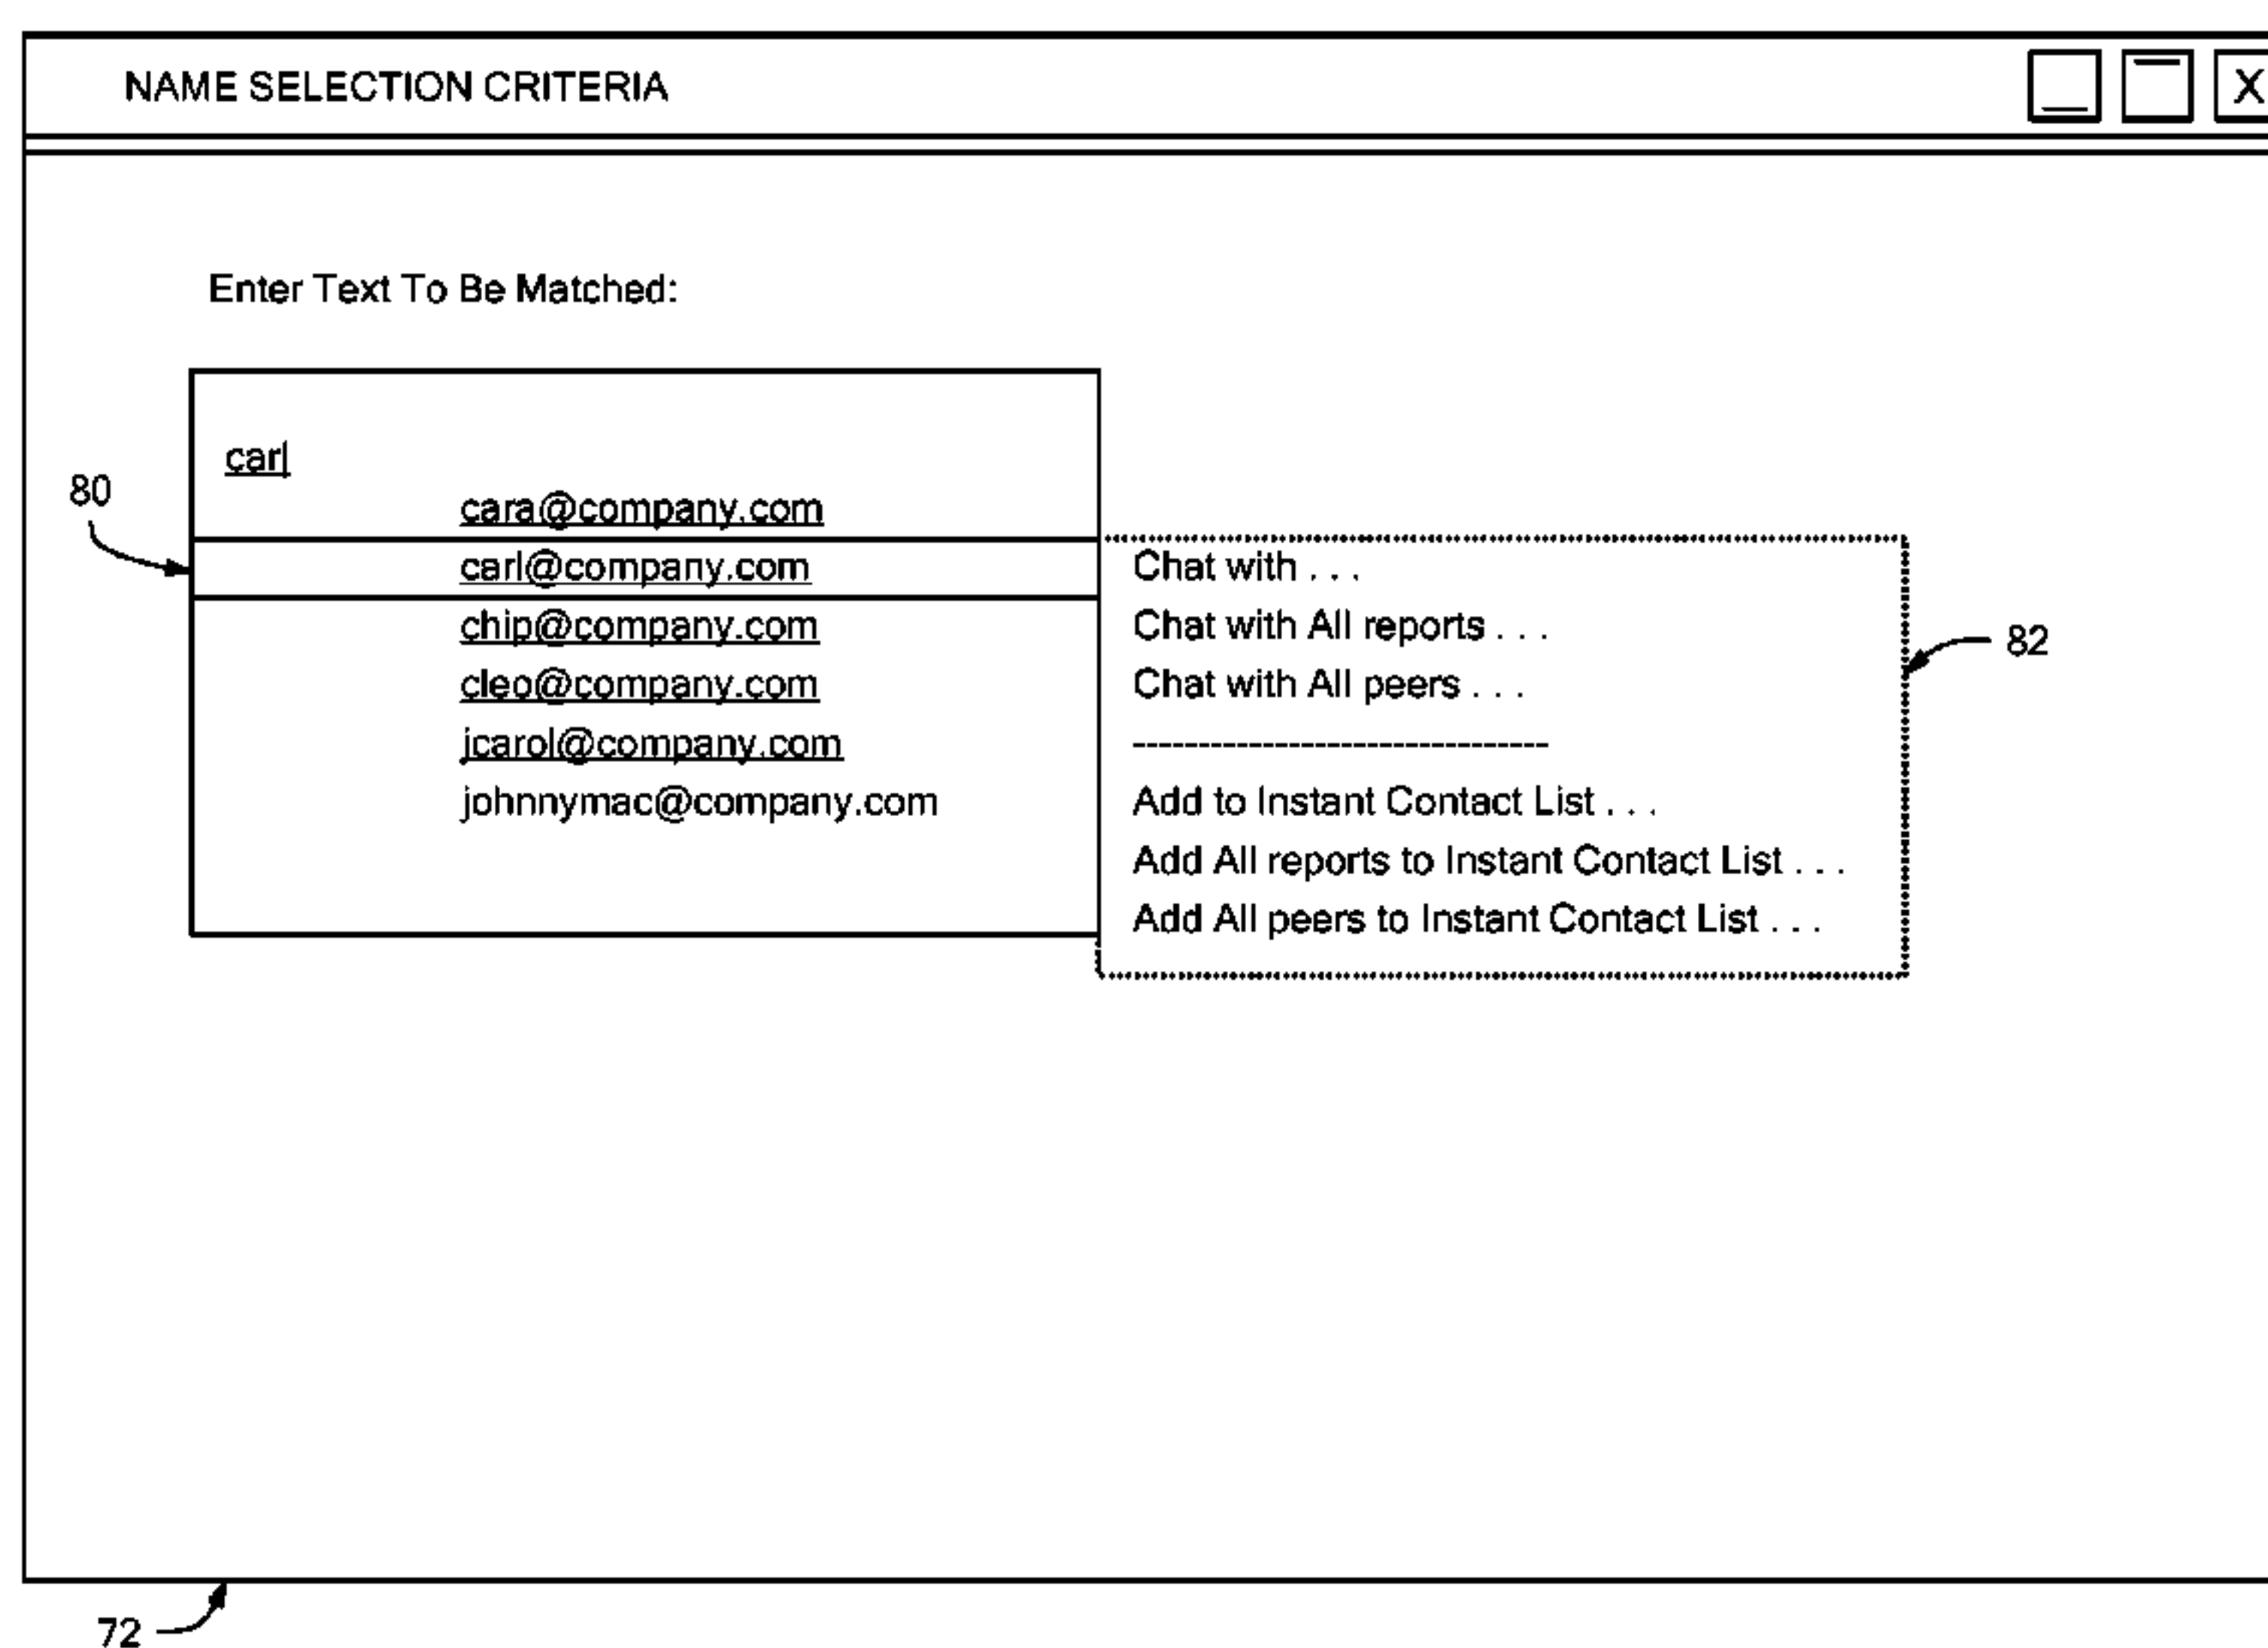 NAME SELECTION CRITERIA X
Enter Text To Be Matched:
carl
80
cara@company.com
carl@company.com
chip@company.com
cleo@company.com
jcarol@company.com
johnnymac@company.com
Chat with . . .
Chat with All reports . . .
Chat with All peers . . .
--------------------------------
Add to Instant Contact List . . .
Add All reports to Instant Contact List . . .
Add All peers to Instant Contact List . . .
82
72